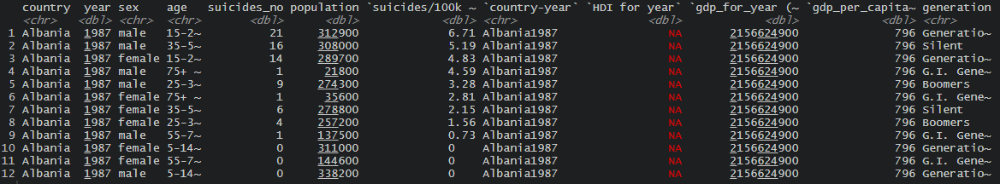 country year sex age suicides_no population `suicides/100k ~ `country-year` `HDI for year` `gdp_for_year (~ `gdp_per_capita~ generation
<chr> <dbl> <chr> <chr> <dbl> <dbl> <dbl> <chr> <dbl> <dbl> <dbl> <chr>
1 Albania 1987 male 15-2~ 21 312900 6.71 Albania1987 NA 2156624900 796 Generatio~
2 Albania 1987 male 35-5~ 16 308000 5.19 Albania1987 NA 2156624900 796 Silent
3 Albania 1987 female 15-2~ 14 289700 4.83 Albania1987 NA 2156624900 796 Generatio~
4 Albania 1987 male 75+ ~ 1 21800 4.59 Albania1987 NA 2156624900 796 G.I. Gene~
5 Albania 1987 male 25-3~ 9 274300 3.28 Albania1987 NA 2156624900 796 Boomers
6 Albania 1987 female 75+ ~ 1 35600 2.81 Albania1987 NA 2156624900 796 G.I. Gene~
7 Albania 1987 female 35-5~ 6 278800 2.15 Albania1987 NA 2156624900 796 Silent
8 Albania 1987 female 25-3~ 4 257200 1.56 Albania1987 NA 2156624900 796 Boomers
9 Albania 1987 male 55-7~ 1 137500 0.73 Albania1987 NA 2156624900 796 G.I. Gene~
10 Albania 1987 female 5-14~ 0 311000 0 Albania1987 NA 2156624900 796 Generatio~
11 Albania 1987 female 55-7~ 0 144600 0 Albania1987 NA 2156624900 796 G.I. Gene~
12 Albania 1987 male 5-14~ 0 338200 0 Albania1987 NA 2156624900 796 Generatio~